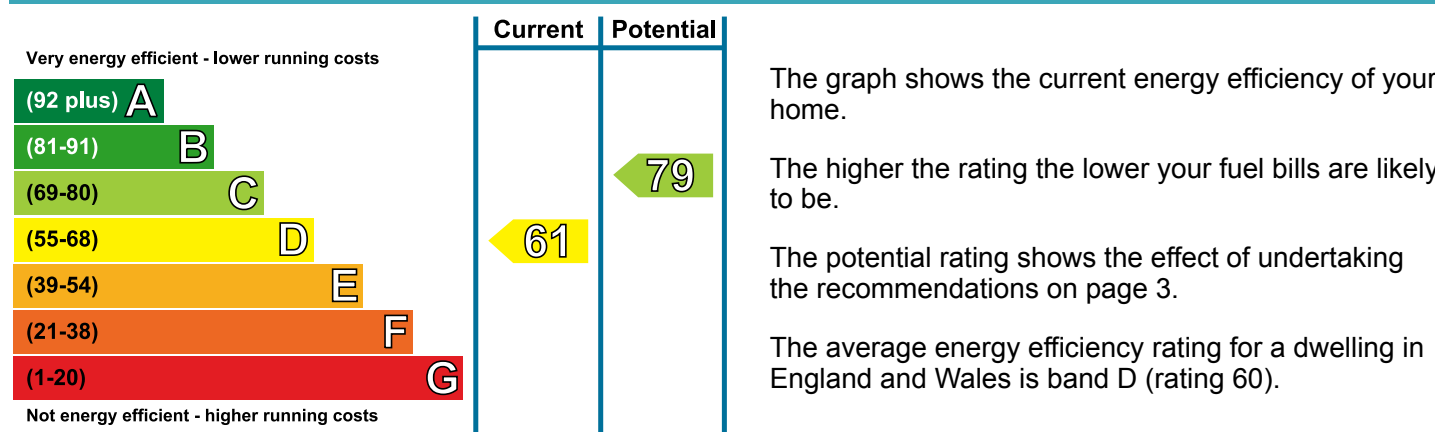 Current Potential
Very energy efficient - lower running costs
(92 plus) A
(81-91) B
(69-80) C
(55-68) D
(39-54) E
(21-38) F
(1-20) G
Not energy efficient - higher running costs
61
79
The graph shows the current energy efficiency of your
home.
The higher the rating the lower your fuel bills are likely
to be.
The potential rating shows the effect of undertaking
the recommendations on page 3.
The average energy efficiency rating for a dwelling in
England and Wales is band D (rating 60).